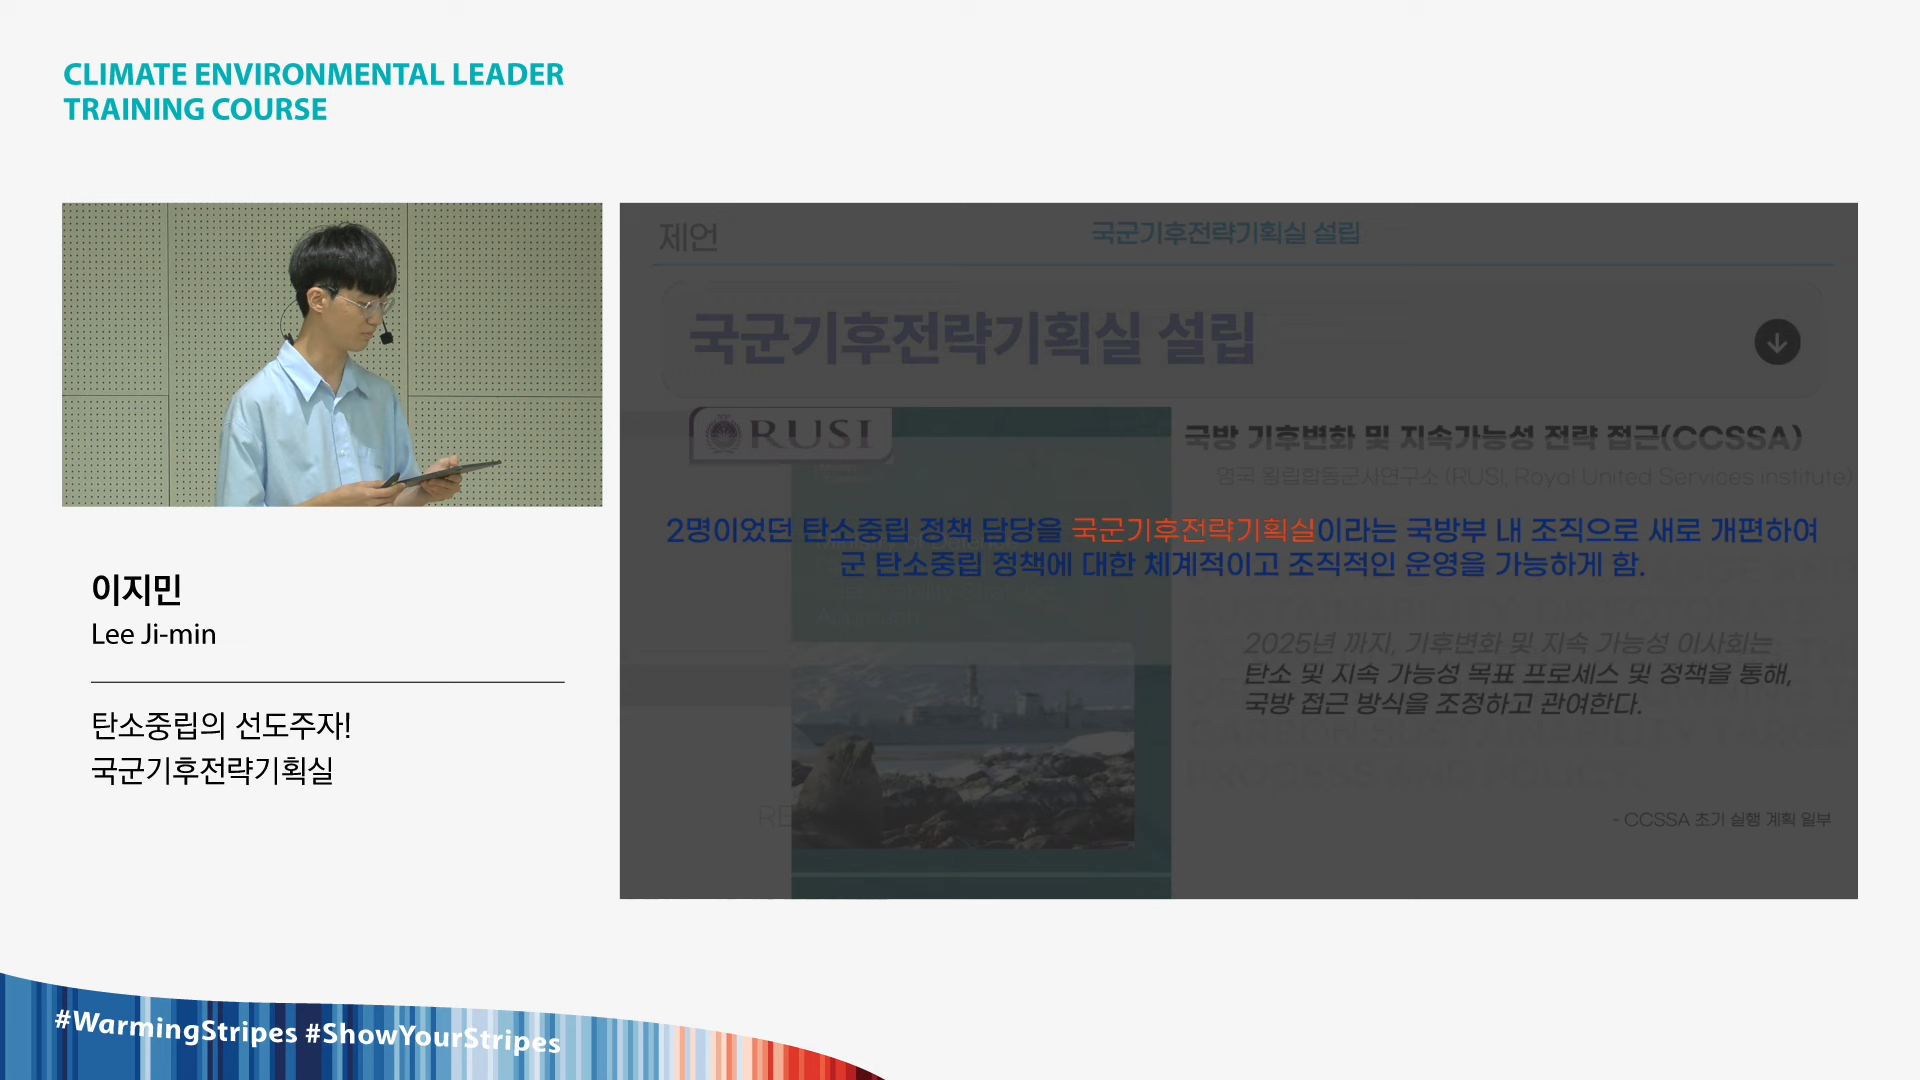 CLIMATE ENVIRONMENTAL LEADER
TRAINING COURSE
이지민
Lee Ji-min
탄소중립의 선도주자!
국군기후전략기획실
제언
국군기후전략기획실 설립
국군기후전략기획실 설립
RUSI
국방 기후변화 및 지속가능성 전략 접근(CCSSA)
영국 왕립합동군사연구소 (RUSI, Royal United Services institute)
2명이었던 탄소중립 정책 담당을 국군기후전략기획실이라는 국방부 내 조직으로 새로 개편하여
군 탄소중립 정책에 대한 체계적이고 조직적인 운영을 가능하게 함.
SUSTAINABILITY DIRECTORATE
2025년 까지, 기후변화 및 지속 가능성 이사회는
탄소 및 지속 가능성 목표 프로세스 및 정책을 통해,
국방 접근 방식을 조정하고 관여한다.
CARBON SUSTAINABILITY
PROCESS AND POLICY
- CCSSA 초기 실행 계획 일부
#WarmingStripes #ShowYourStripes